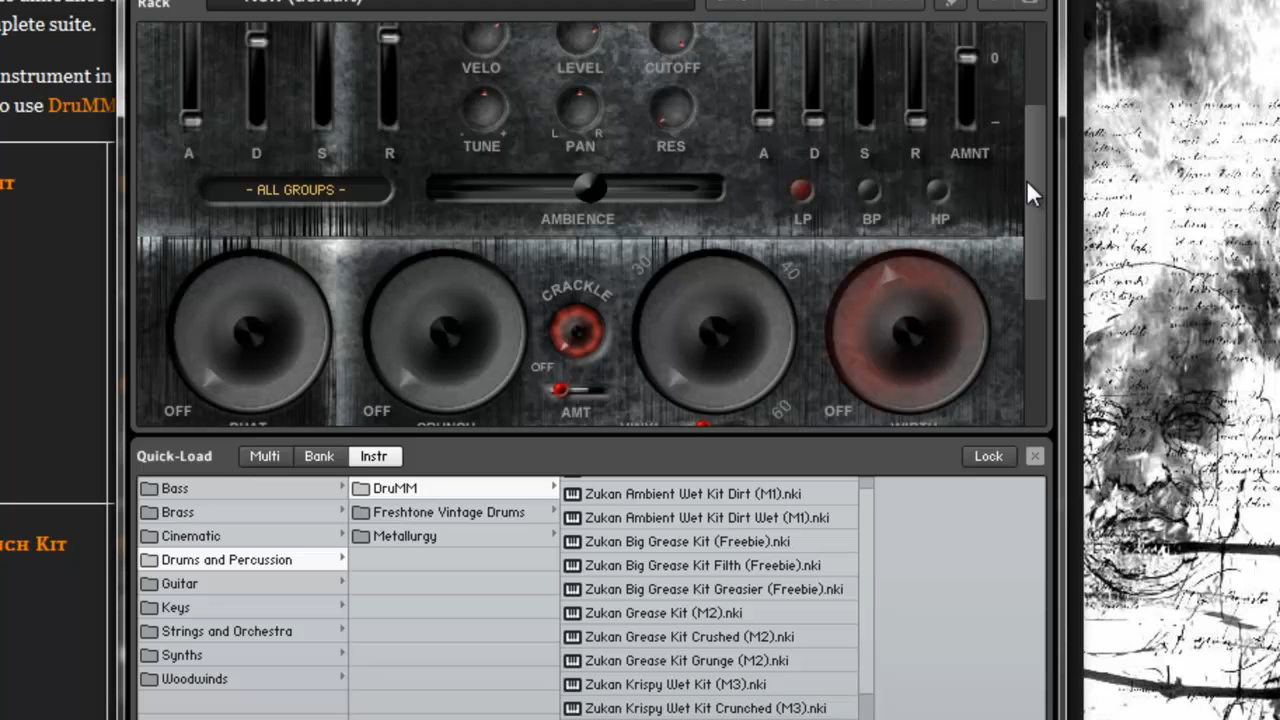 Rack
plete suite.
nstrument in
o use DruMM
IT
NCH KIT
VELO LEVEL CUTOFF
0
- + L R
–
A D S R TUNE PAN RES A D S R AMNT
- ALL GROUPS -
AMBIENCE LP BP HP
30 40
CRACKLE
OFF
OFF OFF AMT 60 OFF
Quick-Load Multi Bank Instr Lock
Bass DruMM Zukan Ambient Wet Kit Dirt (M1).nki
Brass Freshtone Vintage Drums Zukan Ambient Wet Kit Dirt Wet (M1).nki
Cinematic Metallurgy Zukan Big Grease Kit (Freebie).nki
Drums and Percussion Zukan Big Grease Kit Filth (Freebie).nki
Guitar Zukan Big Grease Kit Greasier (Freebie).nki
Keys Zukan Grease Kit (M2).nki
Strings and Orchestra Zukan Grease Kit Crushed (M2).nki
Synths Zukan Grease Kit Grunge (M2).nki
Woodwinds Zukan Krispy Wet Kit (M3).nki
Zukan Krispy Wet Kit Crunched (M3).nki